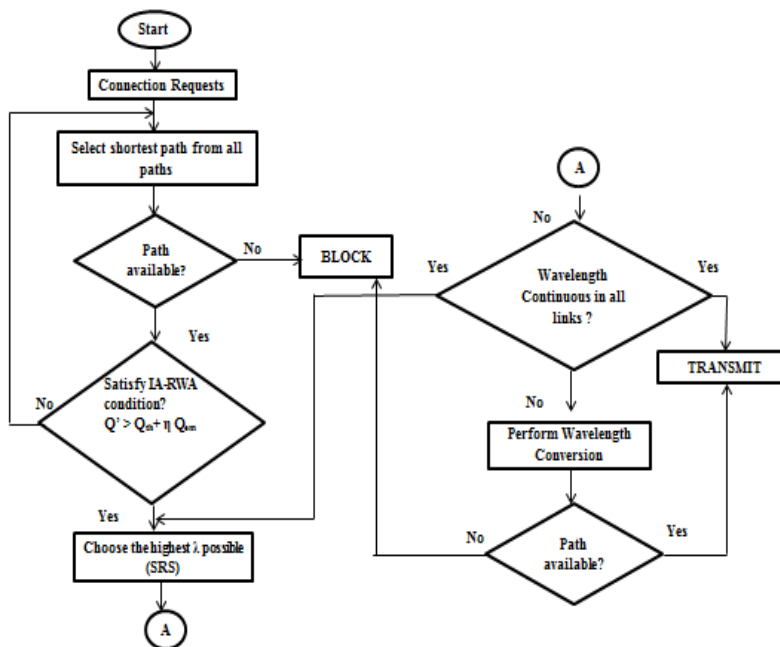 Start
Connection Requests
Select shortest path from all
paths
Path
available?
No
BLOCK
Yes
Satisfy IA-RWA
condition?
Q' > Qth+ η Q
No
Yes
Choose the highest λ possible
(SRS)
A
A
No
Yes
Wavelength
Continuous in all
links ?
Yes
TRANSMIT
No
Perform Wavelength
Conversion
No
Path
available?
Yes